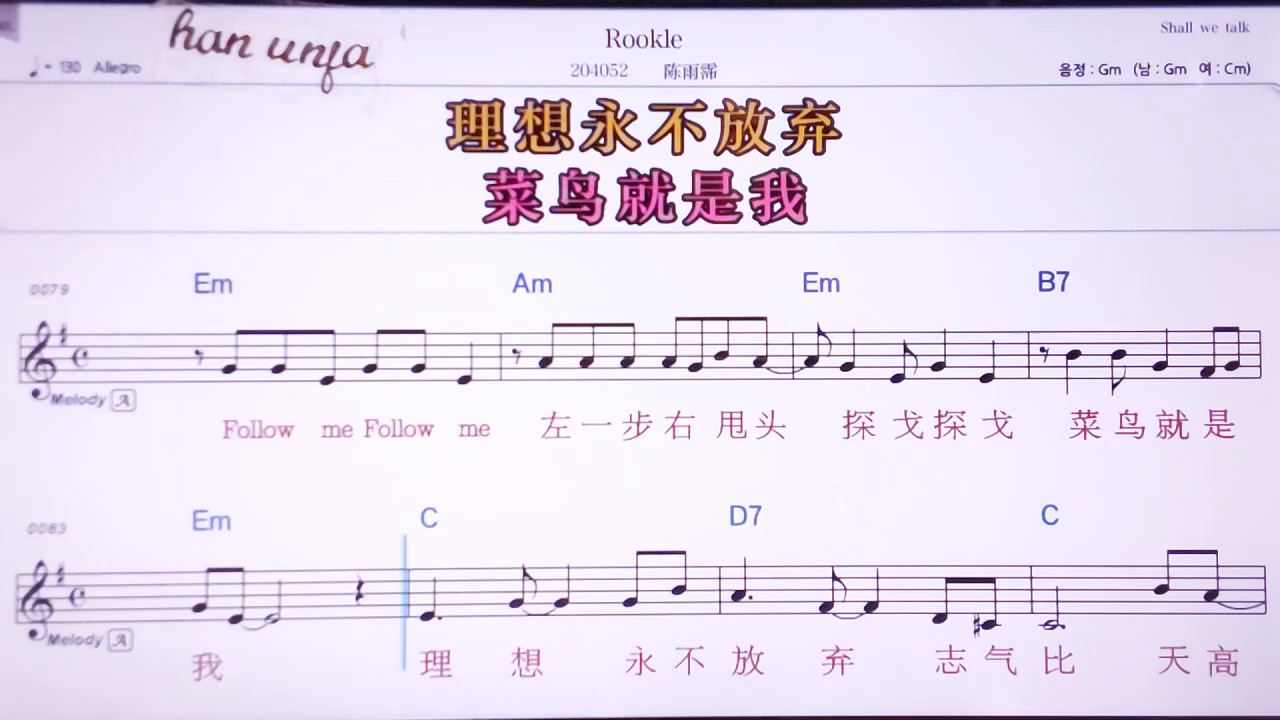 han unja
Rookle
Shall we talk
♩= 130 Allegro
204052 陈雨霈
음정 : Gm (남 : Gm 여 : Cm)
理想永不放弃
菜鸟就是我
0079
Em Am Em B7
Melody A
Follow me Follow me 左一步右甩头 探戈探戈 菜鸟就是
0083
Em C D7 C
Melody A
我 理想 永不放弃 志气比 天高